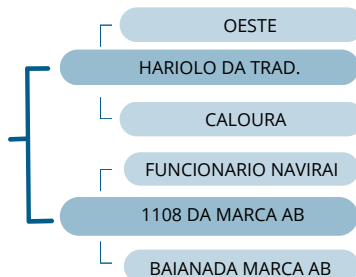 OESTE
HARIOLO DA TRAD.
CALOURA
FUNCIONARIO NAVIRAI
1108 DA MARCA AB
BAIANADA MARCA AB